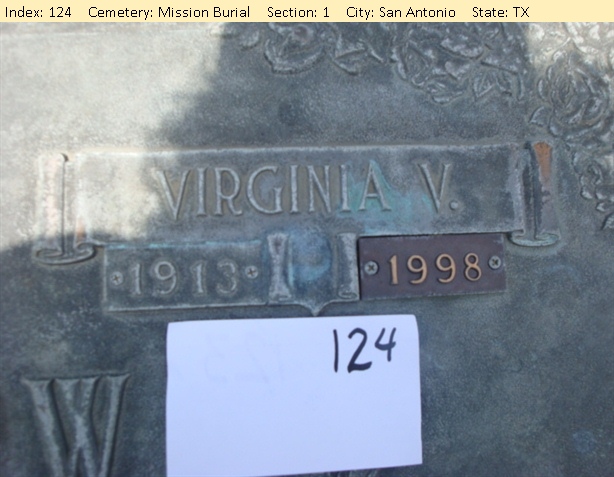 Index: 124 Cemetery: Mission Burial Section: 1 City: San Antonio State: TX
VIRGINIA V.
1913 1998
124
W